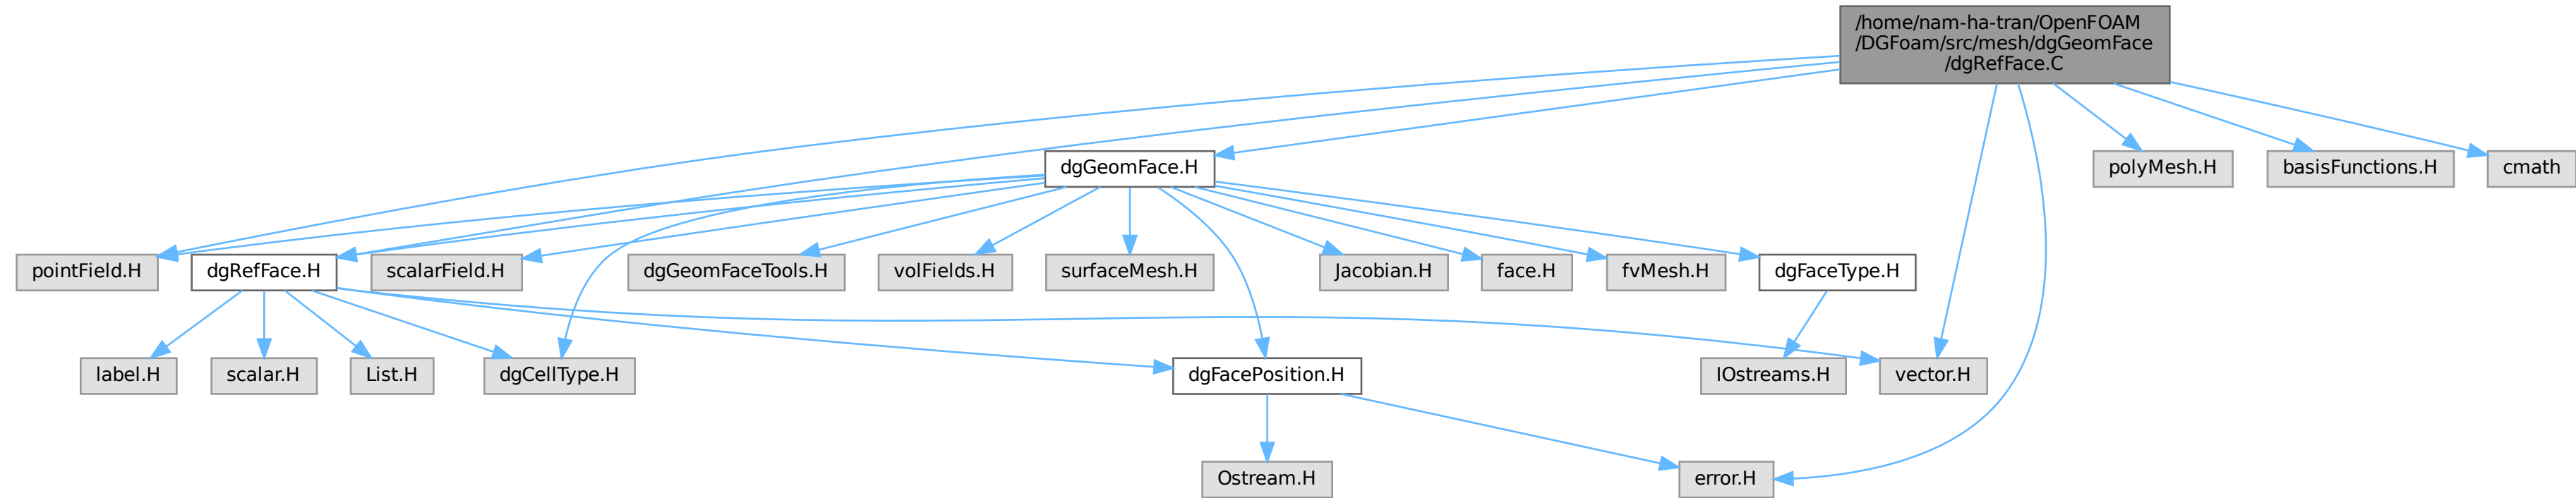 /home/nam-ha-tran/OpenFOAM
/DGFoam/src/mesh/dgGeomFace
/dgRefFace.C
dgGeomFace.H
polyMesh.H
basisFunctions.H
cmath
pointField.H
dgRefFace.H
scalarField.H
dgGeomFaceTools.H
volFields.H
surfaceMesh.H
Jacobian.H
face.H
fvMesh.H
dgFaceType.H
label.H
scalar.H
List.H
dgCellType.H
dgFacePosition.H
IOstreams.H
vector.H
Ostream.H
error.H